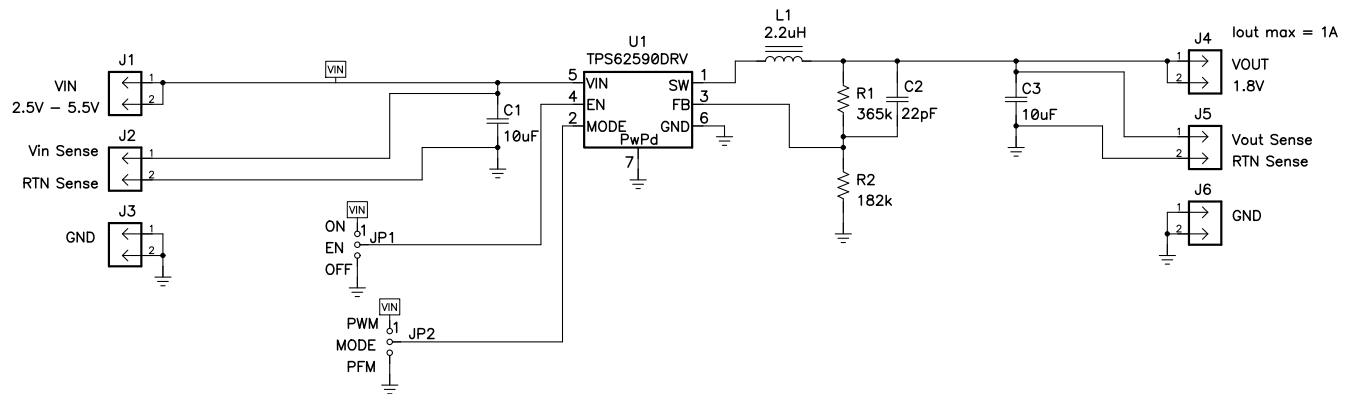 L1
2.2uH
Iout max = 1A
J1
VIN
U1
TPS62590DRV
J4
VIN
2.5V – 5.5V
1
2
5
VIN
SW
1
4
EN
FB
3
2
MODE
GND
6
PwPd
7
R1
365k
C2
22pF
C3
10uF
1
2
VOUT
1.8V
C1
10uF
J2
Vin Sense
RTN Sense
1
2
J5
1
2
Vout Sense
RTN Sense
R2
182k
J3
GND
1
2
J6
1
2
GND
VIN
ON
1
JP1
EN
OFF
VIN
PWM
1
JP2
MODE
PFM